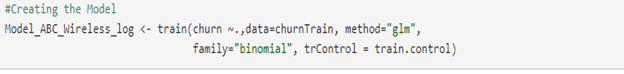 #Creating the Model
Model_ABC_Wireless_log <- train(churn ~.,data=churnTrain, method="glm",
family="binomial", trControl = train.control)